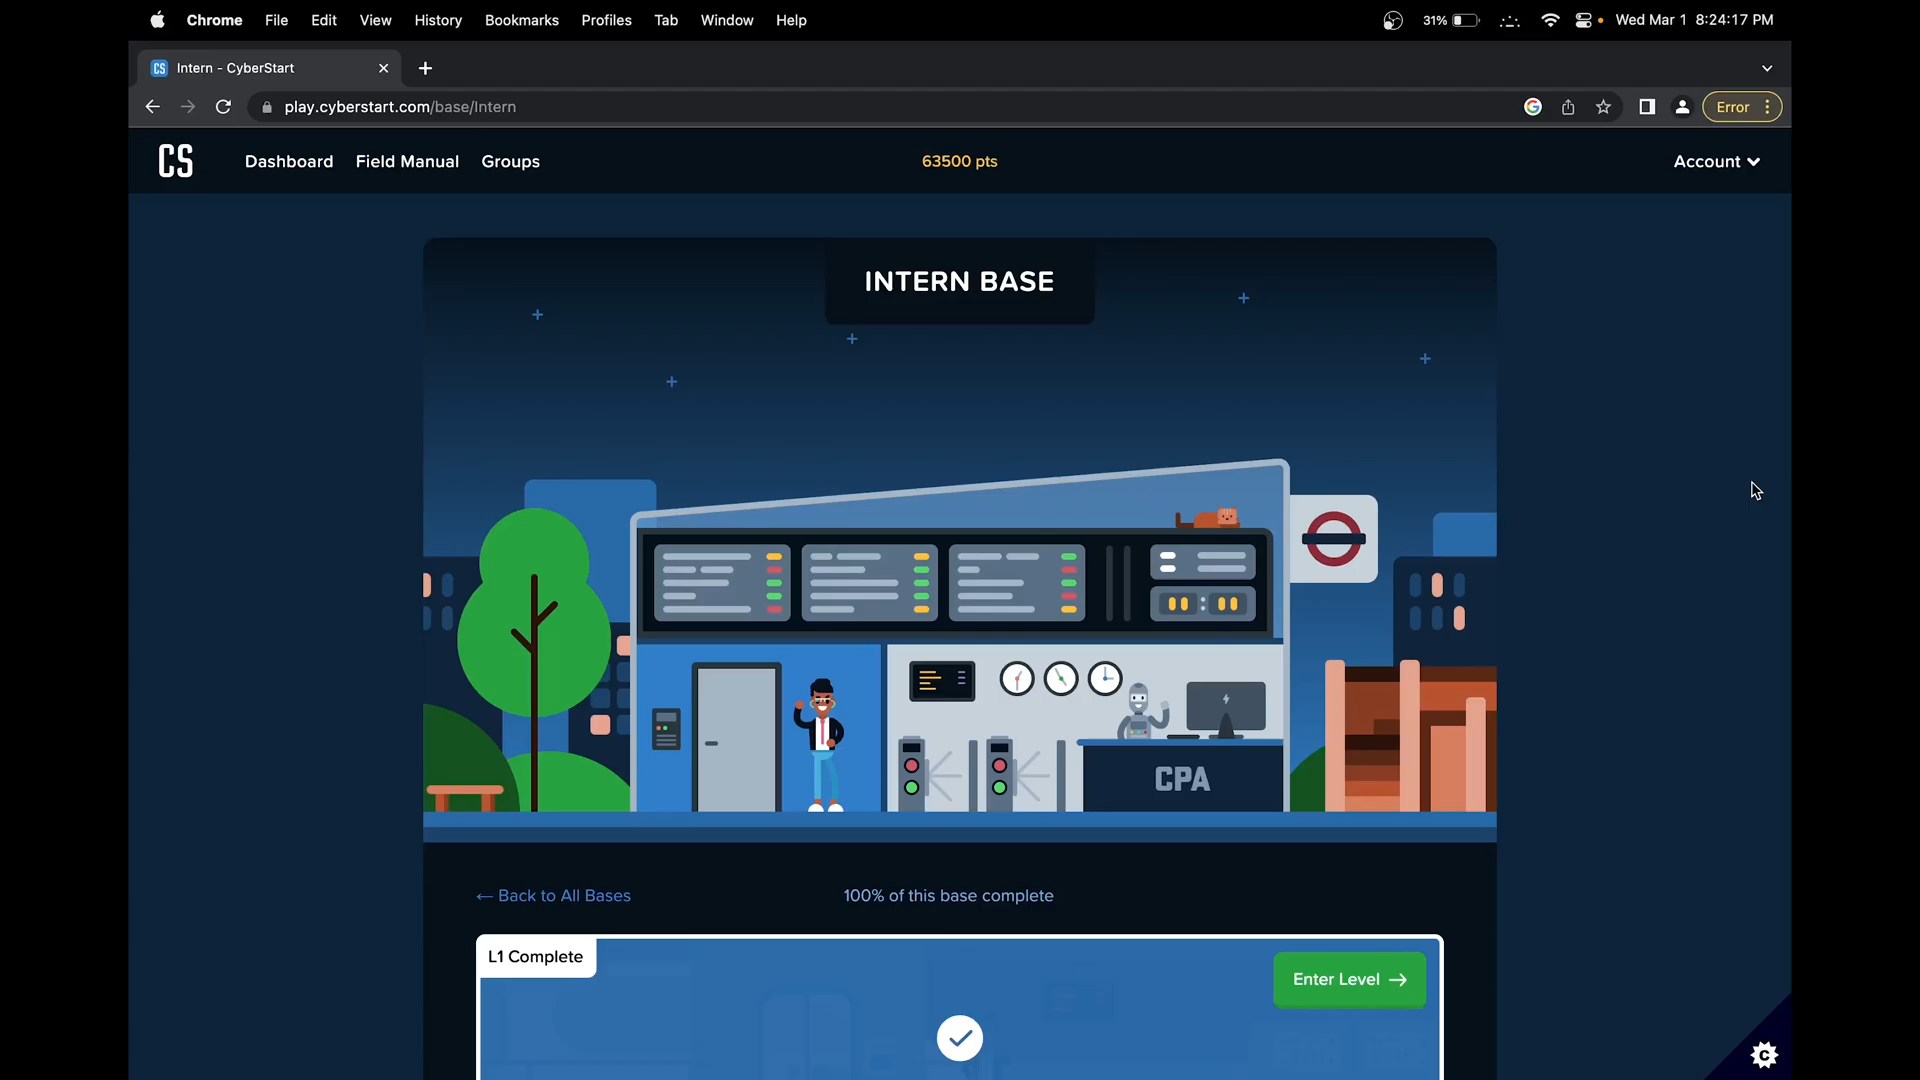 Chrome File Edit View History Bookmarks Profiles Tab Window Help 31% Wed Mar 1 8:24:17 PM
CS Intern - CyberStart
play.cyberstart.com/base/Intern Error
CS Dashboard Field Manual Groups 63500 pts Account
INTERN BASE
CPA
← Back to All Bases 100% of this base complete
L1 Complete
Enter Level →
C